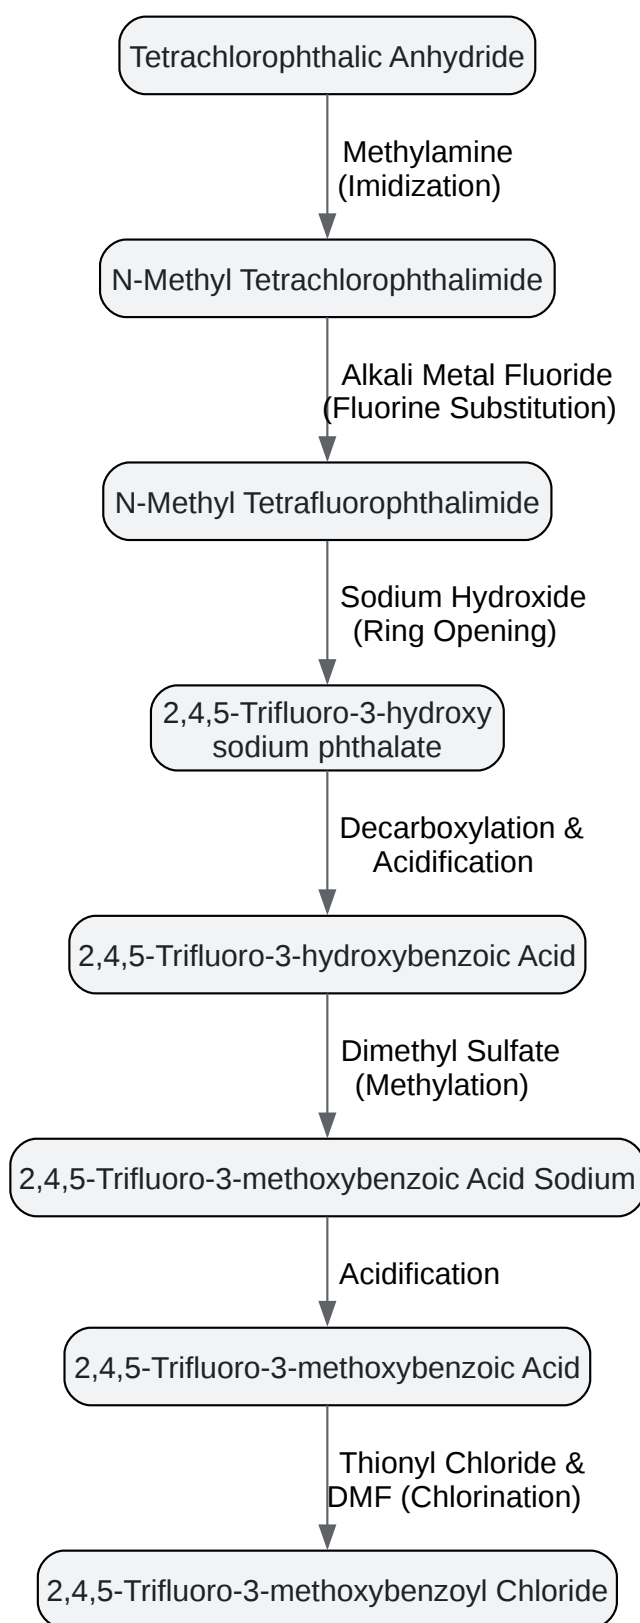 Tetrachlorophthalic Anhydride
Methylamine
(Imidization)
N-Methyl Tetrachlorophthalimide
Alkali Metal Fluoride
(Fluorine Substitution)
N-Methyl Tetrafluorophthalimide
Sodium Hydroxide
(Ring Opening)
2,4,5-Trifluoro-3-hydroxy
sodium phthalate
Decarboxylation &
Acidification
2,4,5-Trifluoro-3-hydroxybenzoic Acid
Dimethyl Sulfate
(Methylation)
2,4,5-Trifluoro-3-methoxybenzoic Acid Sodium
Acidification
2,4,5-Trifluoro-3-methoxybenzoic Acid
Thionyl Chloride &
DMF (Chlorination)
2,4,5-Trifluoro-3-methoxybenzoyl Chloride